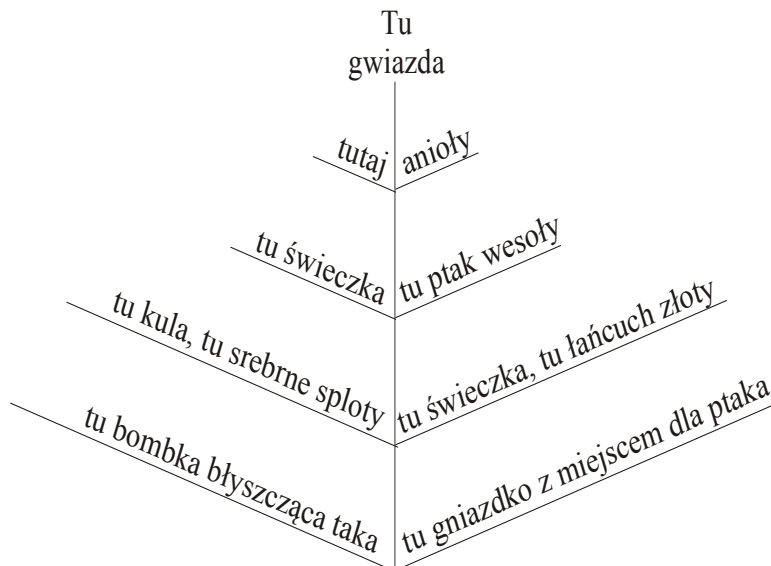 Tu
gwiazda
tutaj
anioły
tu świeczka
tu ptak wesoły
tu kula, tu srebrne sploty
tu świeczka, tu łańcuch złoty
tu bombka błyszcząca taka
tu gniazdko z miejscem dla ptaka